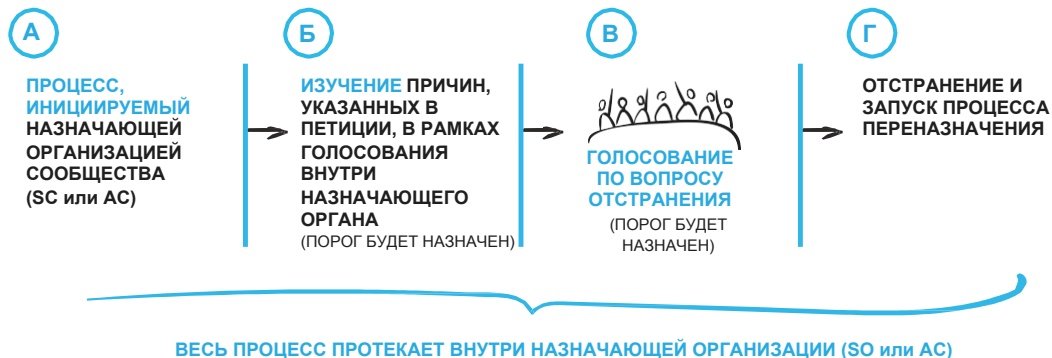 А
ПРОЦЕСС,
ИНИЦИИРУЕМЫЙ
НАЗНАЧАЮЩЕЙ
ОРГАНИЗАЦИЕЙ
СООБЩЕСТВА
(SC или AC)
Б
ИЗУЧЕНИЕ ПРИЧИН,
УКАЗАННЫХ В
ПЕТИЦИИ, В РАМКАХ
ГОЛОСОВАНИЯ
ВНУТРИ
НАЗНАЧАЮЩЕГО
ОРГАНА
(ПОРОГ БУДЕТ НАЗНАЧЕН)
В
ГОЛОСОВАНИЕ
ПО ВОПРОСУ
ОТСТРАНЕНИЯ
(ПОРОГ БУДЕТ
НАЗНАЧЕН)
Г
ОТСТРАНЕНИЕ И
ЗАПУСК ПРОЦЕССА
ПЕРЕНАЗНАЧЕНИЯ
ВЕСЬ ПРОЦЕСС ПРОТЕКАЕТ ВНУТРИ НАЗНАЧАЮЩЕЙ ОРГАНИЗАЦИИ (SO или AC)